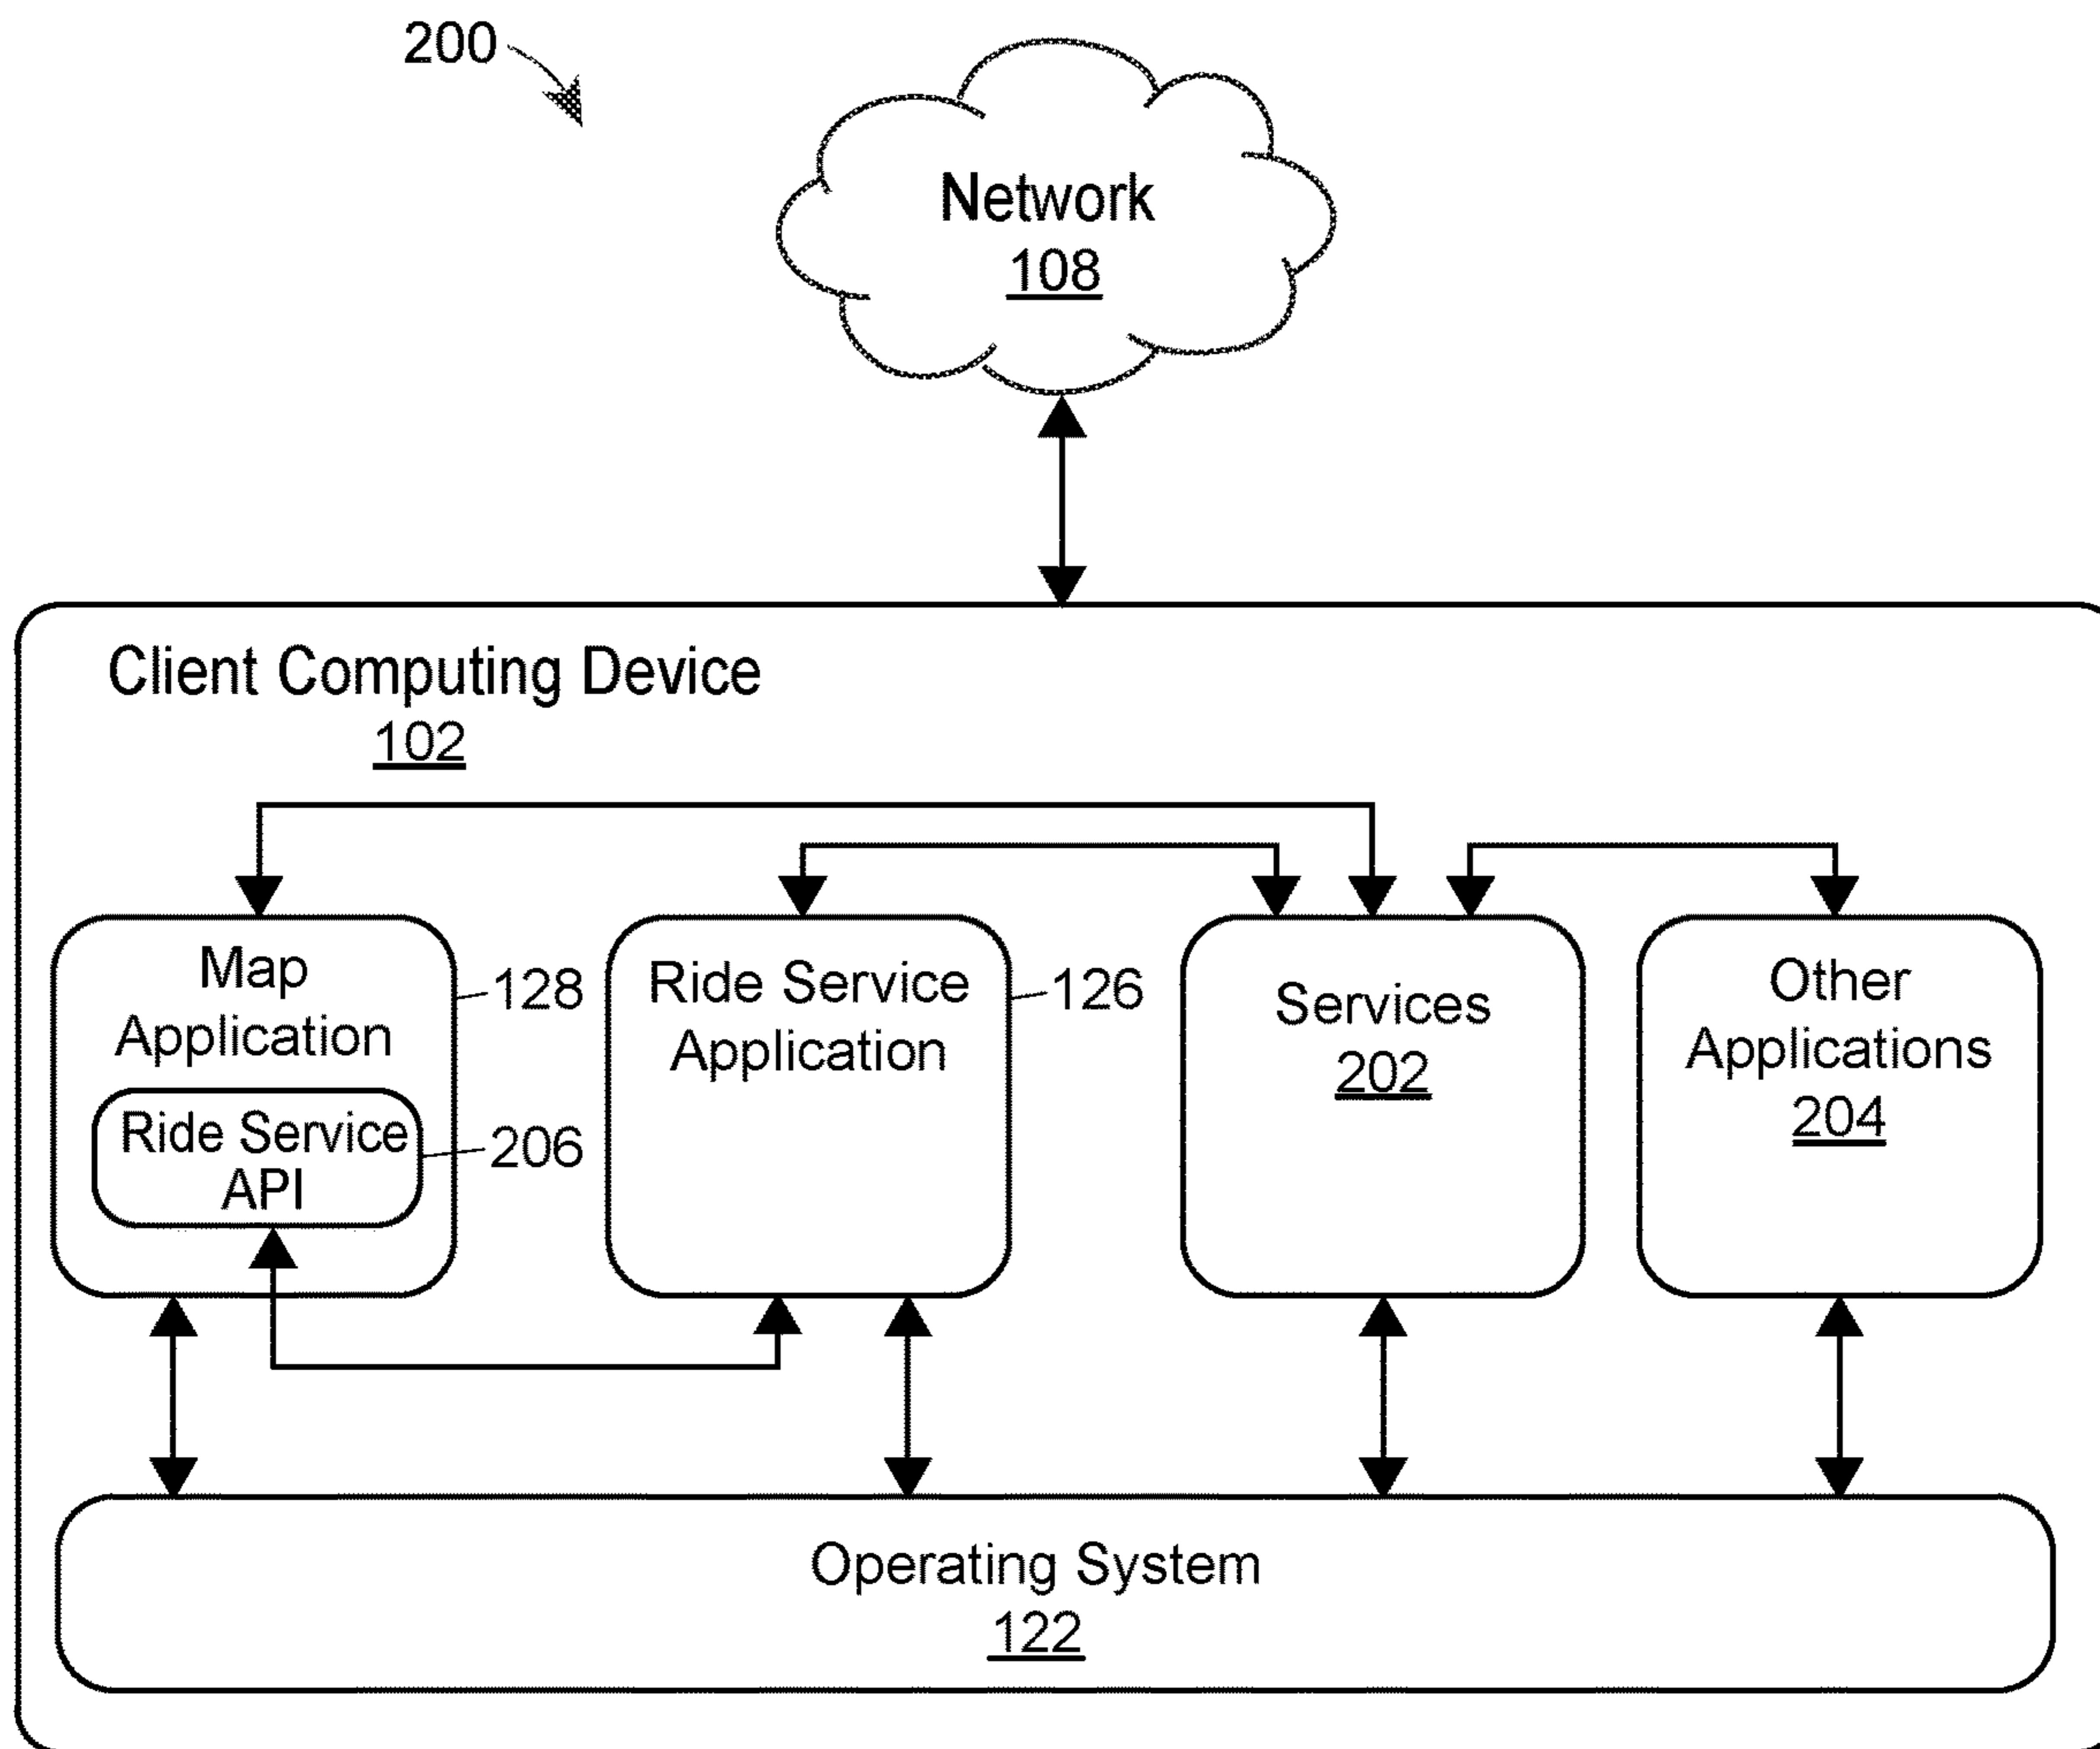 200
Network
108
Client Computing Device
102
Map
Application
128
Ride Service
API
206
Ride Service
Application
126
Services
202
Other
Applications
204
Operating System
122